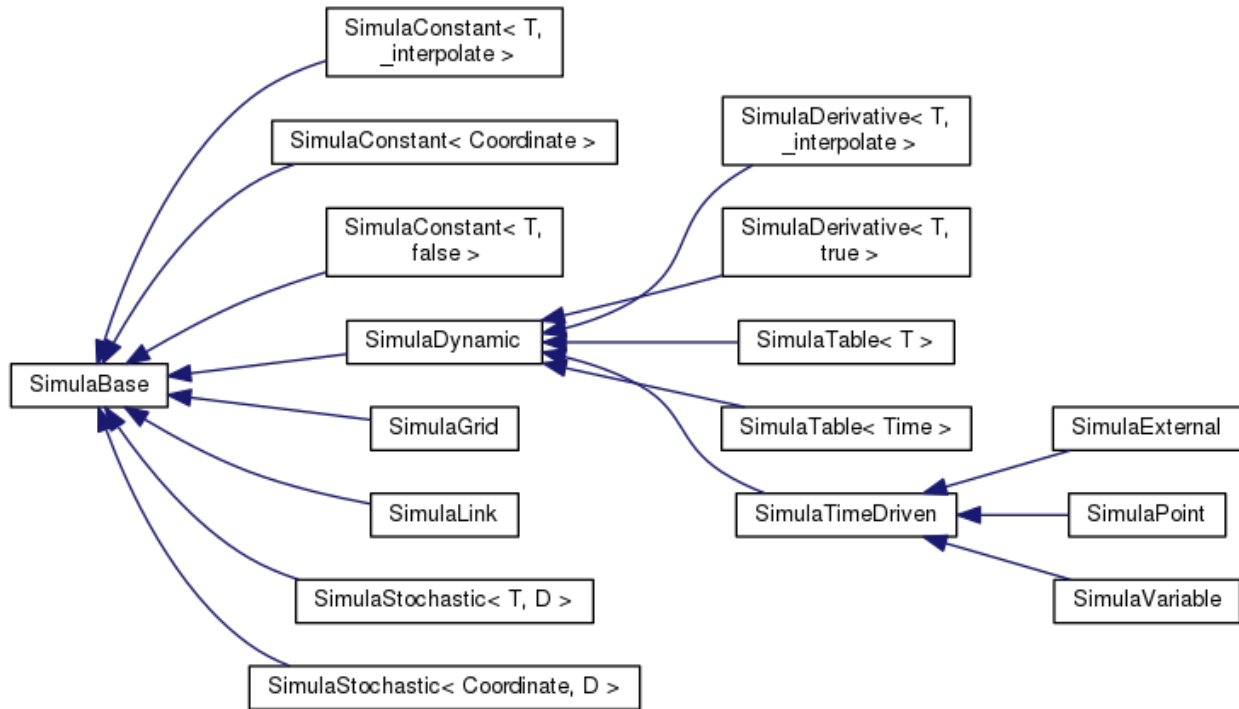 SimulaConstant< T,
_interpolate >
SimulaConstant< Coordinate >
SimulaConstant< T,
false >
SimulaDynamic
SimulaBase
SimulaGrid
SimulaLink
SimulaStochastic< T, D >
SimulaStochastic< Coordinate, D >
SimulaDerivative< T,
_interpolate >
SimulaDerivative< T,
true >
SimulaTable< T >
SimulaTable< Time >
SimulaTimeDriven
SimulaExternal
SimulaPoint
SimulaVariable